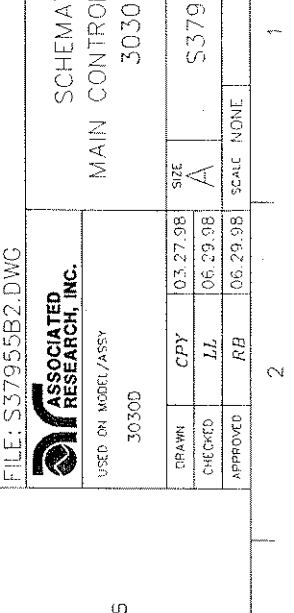 FILE: S37955B2.DWG
ASSOCIATED
RESEARCH, INC.
USED ON MODEL/ASSY
3030D
DRAWN CPY 03.27.98
CHECKED LL 06.29.98
APPROVED RB 06.29.98
SCHEMA
MAIN CONTRO
3030
SIZE
A
S379
SCALE NONE
2
1